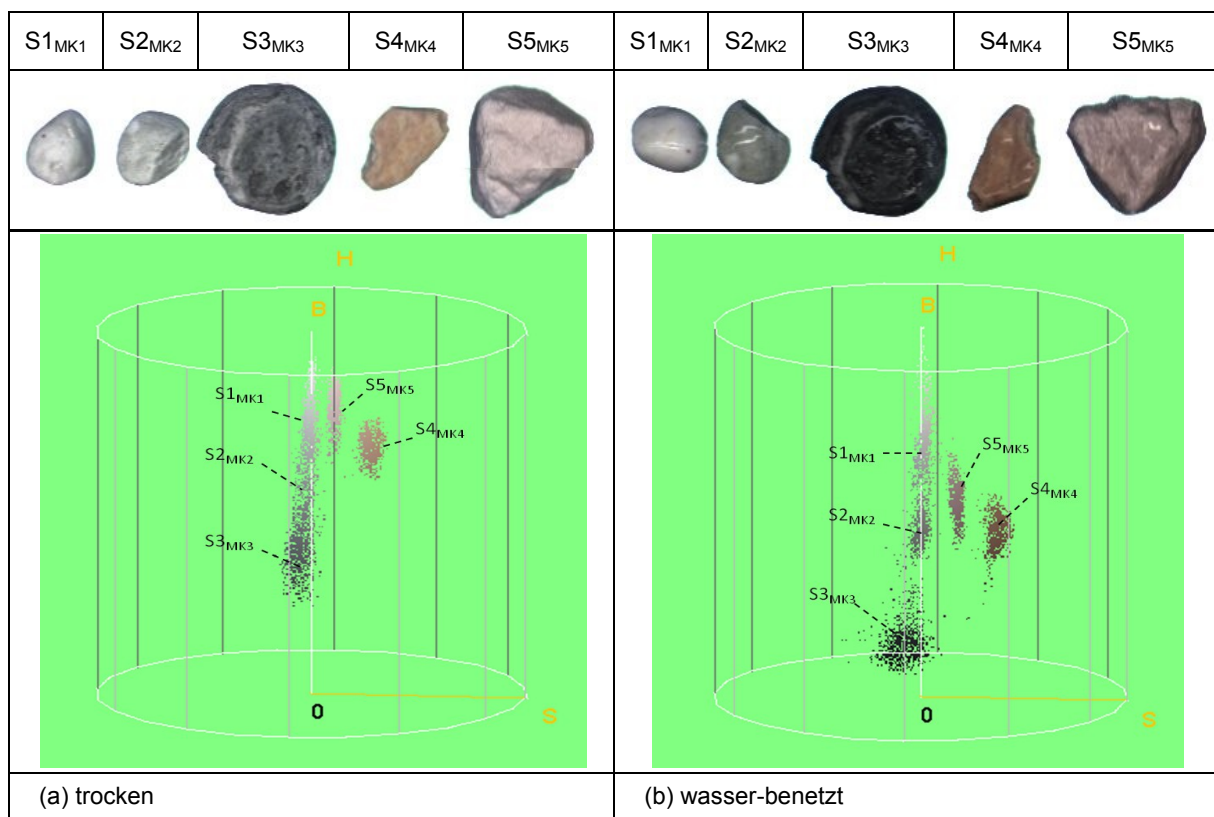 S1MK1 S2MK2 S3MK3 S4MK4 S5MK5 S1MK1 S2MK2 S3MK3 S4MK4 S5MK5
H
B
S1MK1
S5MK5
S4MK4
S2MK2
S3MK3
0
S
H
B
S1MK1
S5MK5
S4MK4
S2MK2
S3MK3
0
S
(a) trocken
(b) wasser-benetzt